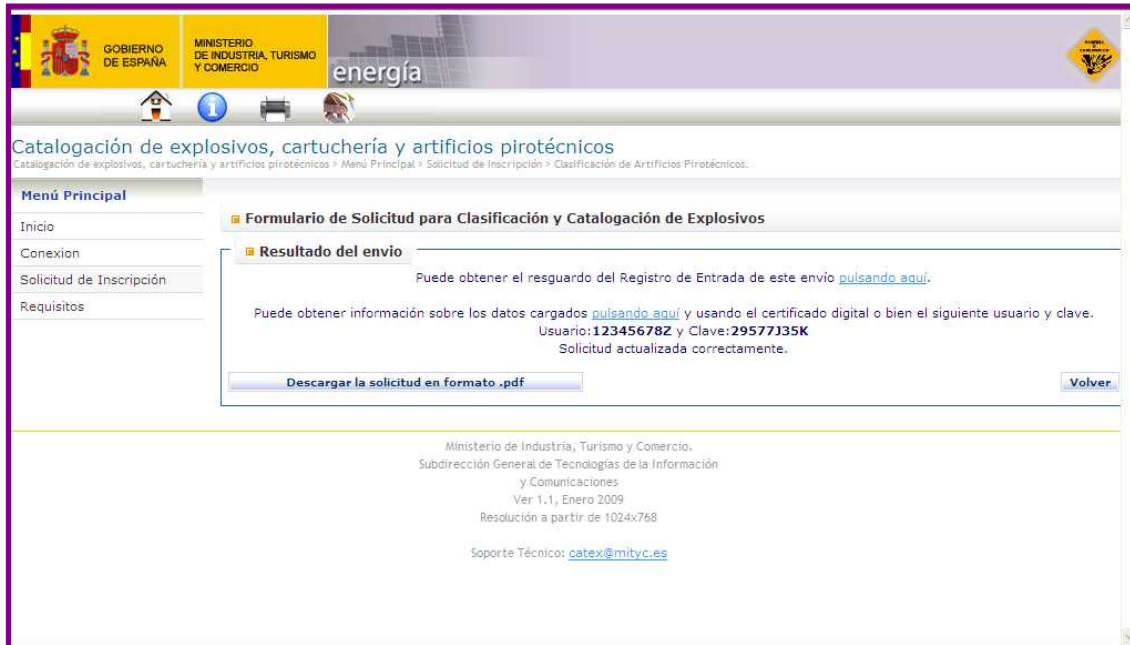 GOBIERNO
DE ESPAÑA
MINISTERIO
DE INDUSTRIA, TURISMO
Y COMERCIO
energía
Catalogación de explosivos, cartuchería y artificios pirotécnicos
Catalogación de explosivos, cartuchería y artificios pirotécnicos > Menú Principal > Solicitud de Inscripción > Clasificación de Artificios Pirotécnicos.
Menú Principal
Inicio
Conexion
Solicitud de Inscripción
Requisitos
Formulario de Solicitud para Clasificación y Catalogación de Explosivos
Resultado del envio
Puede obtener el resguardo del Registro de Entrada de este envío pulsando aquí.
Puede obtener información sobre los datos cargados pulsando aquí y usando el certificado digital o bien el siguiente usuario y clave.
Usuario:12345678Z y Clave:29577J35K
Solicitud actualizada correctamente.
Descargar la solicitud en formato .pdf
Volver
Ministerio de Industria, Turismo y Comercio.
Subdirección General de Tecnologías de la Información
y Comunicaciones
Ver 1.1, Enero 2009
Resolución a partir de 1024x768
Soporte Técnico: catex@mityc.es